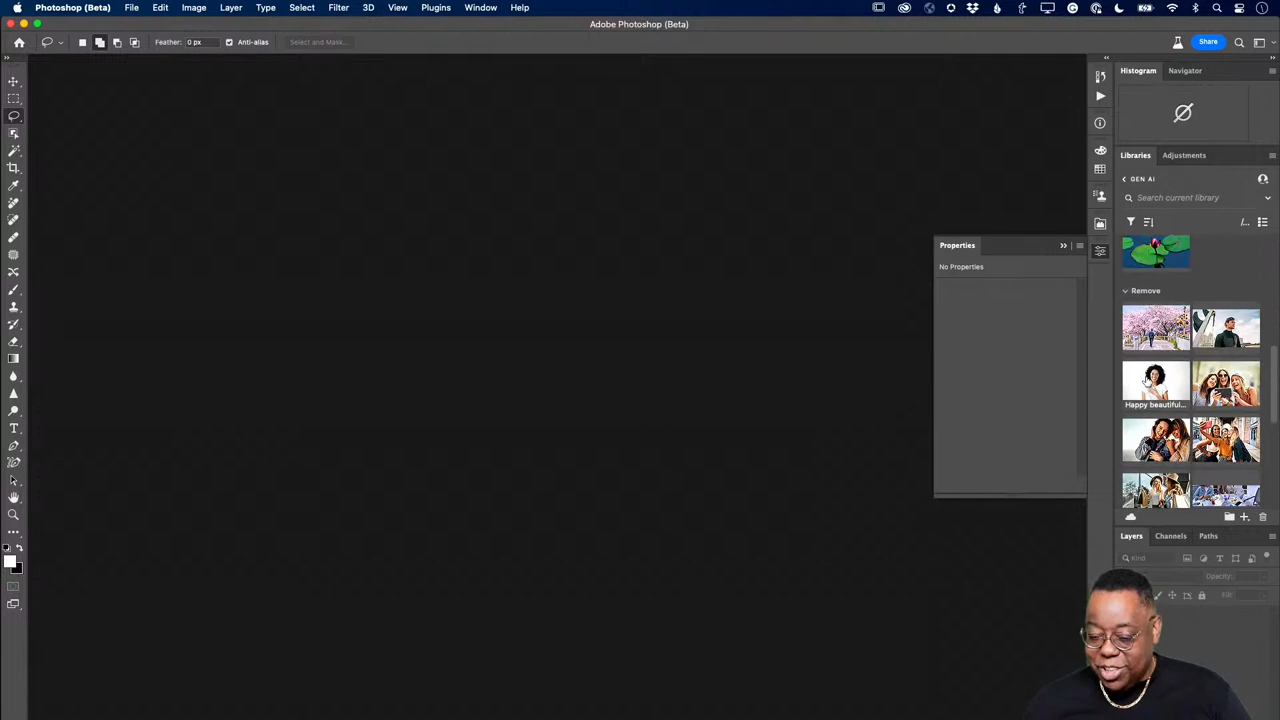 Photoshop (Beta) File Edit Image Layer Type Select Filter 3D View Plugins Window Help
Adobe Photoshop (Beta)
Feather: 0 px Anti-alias Select and Mask... Share
Histogram Navigator
Libraries Adjustments
GEN AI
Search current library
Properties
No Properties
Remove
Happy beautiful...
Layers Channels Paths
Kind
Opacity:
Fill: